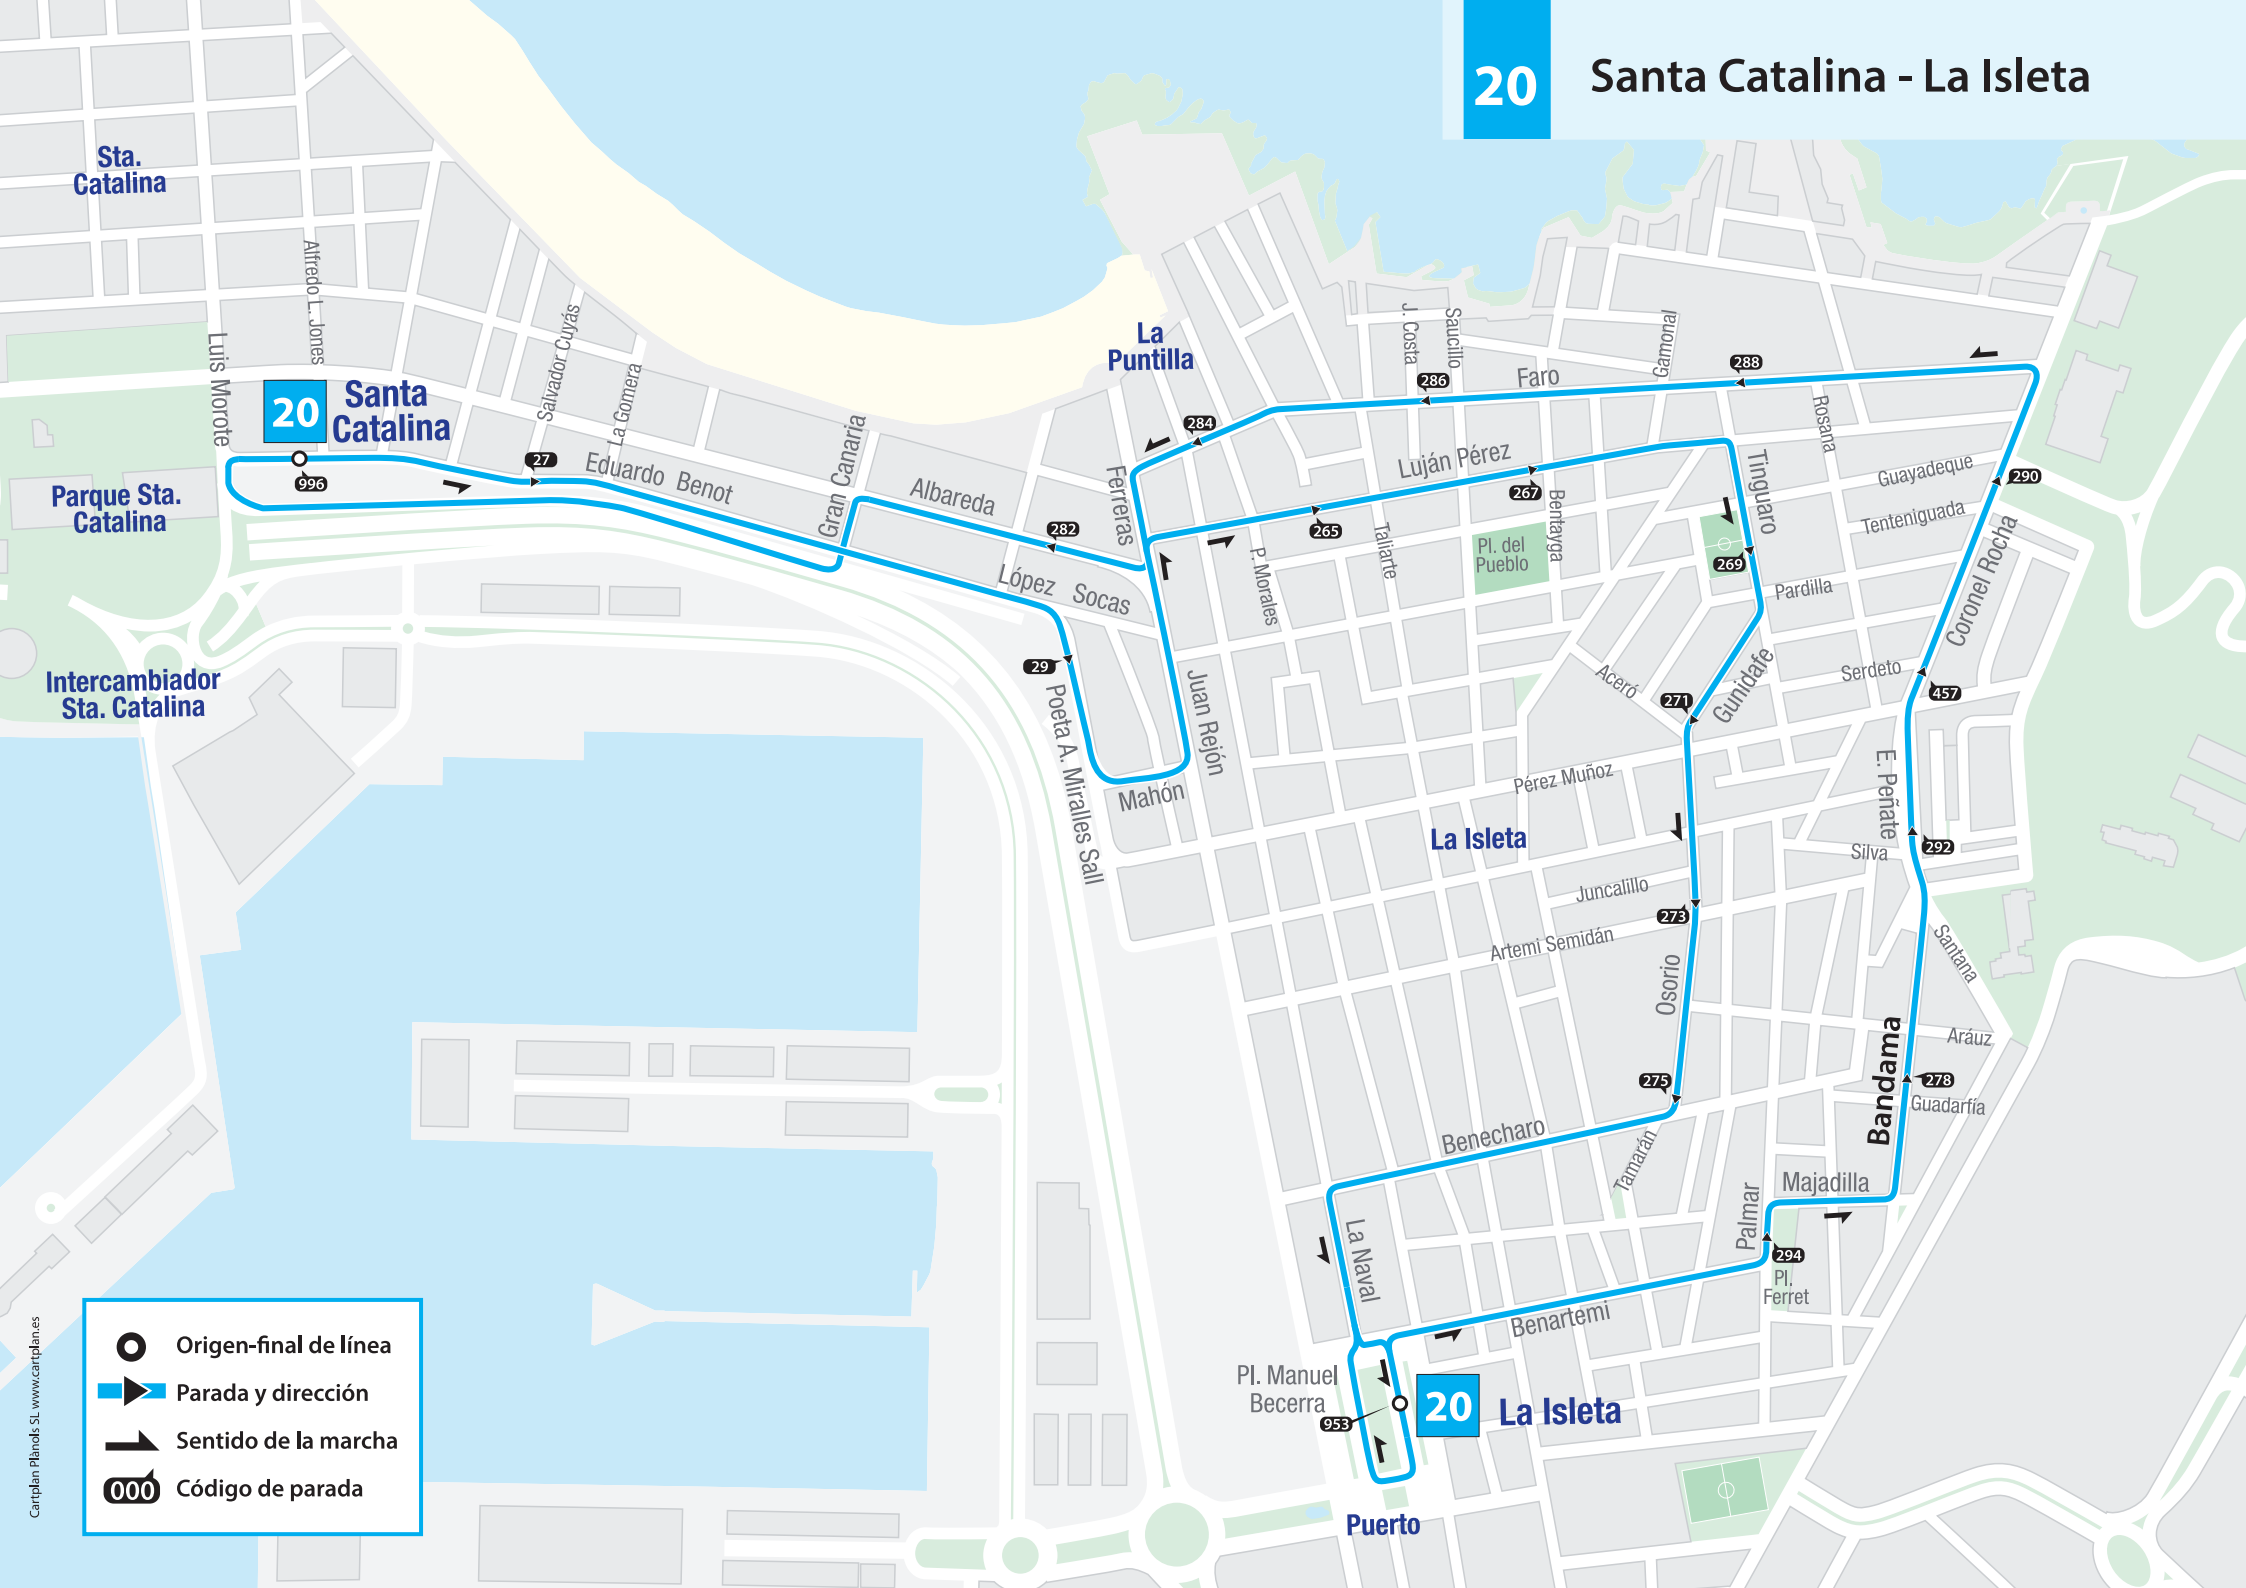 20
Santa Catalina - La Isleta
Sta.
Catalina
Alfredo L. Jones
Luis Morote
Salvador Cuyás
La Gomera
20
Santa
Catalina
996
27
Eduardo Benot
Gran Canaria
Albareda
282
López Socas
Parque Sta.
Catalina
Intercambiador
Sta. Catalina
La
Puntilla
Ferreras
284
J. Costa
286
Saucillo
Faro
Gamonal
288
Rosana
Luján Pérez
265
267
Bentayga
Taliarte
P. Morales
Pl. del
Pueblo
Tinguaro
269
Pardilla
Guayadeque
Tenteniguada
290
Coronel Rocha
Serdeto
457
29
Poeta A. Miralles Sall
Juan Rejón
Mahón
Aceró
271
Gunidafe
Pérez Muñoz
La Isleta
E. Peñate
Silva
292
Juncalillo
273
Artemi Semidán
Osorio
Santana
Aráuz
Bandama
278
Guadarfía
275
Benecharo
Tamarán
Majadilla
Palmar
294
Pl.
Ferret
La Naval
Benartemi
Pl. Manuel
Becerra
953
20
La Isleta
Puerto
Origen-final de línea
Parada y dirección
Sentido de la marcha
000
Código de parada
Cartplan Plànols SL www.cartplan.es